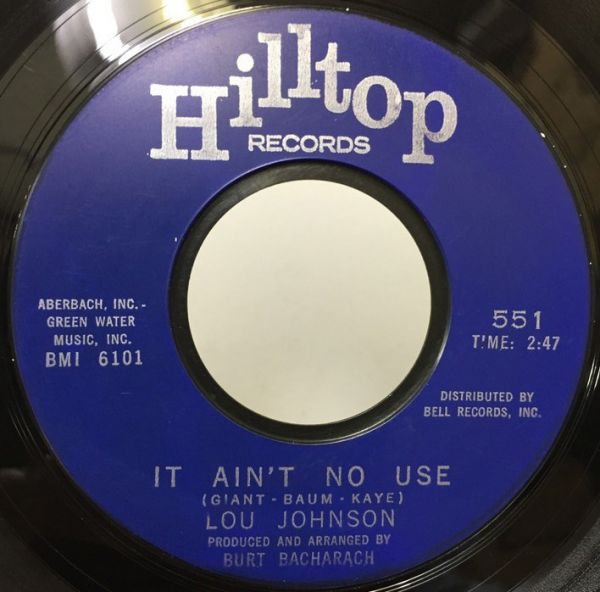 Hilltop
RECORDS
ABERBACH, INC.-
GREEN WATER
MUSIC, INC.
BMI 6101
551
TIME: 2:47
DISTRIBUTED BY
BELL RECORDS, INC.
IT AIN'T NO USE
(GIANT - BAUM - KAYE)
LOU JOHNSON
PRODUCED AND ARRANGED BY
BURT BACHARACH